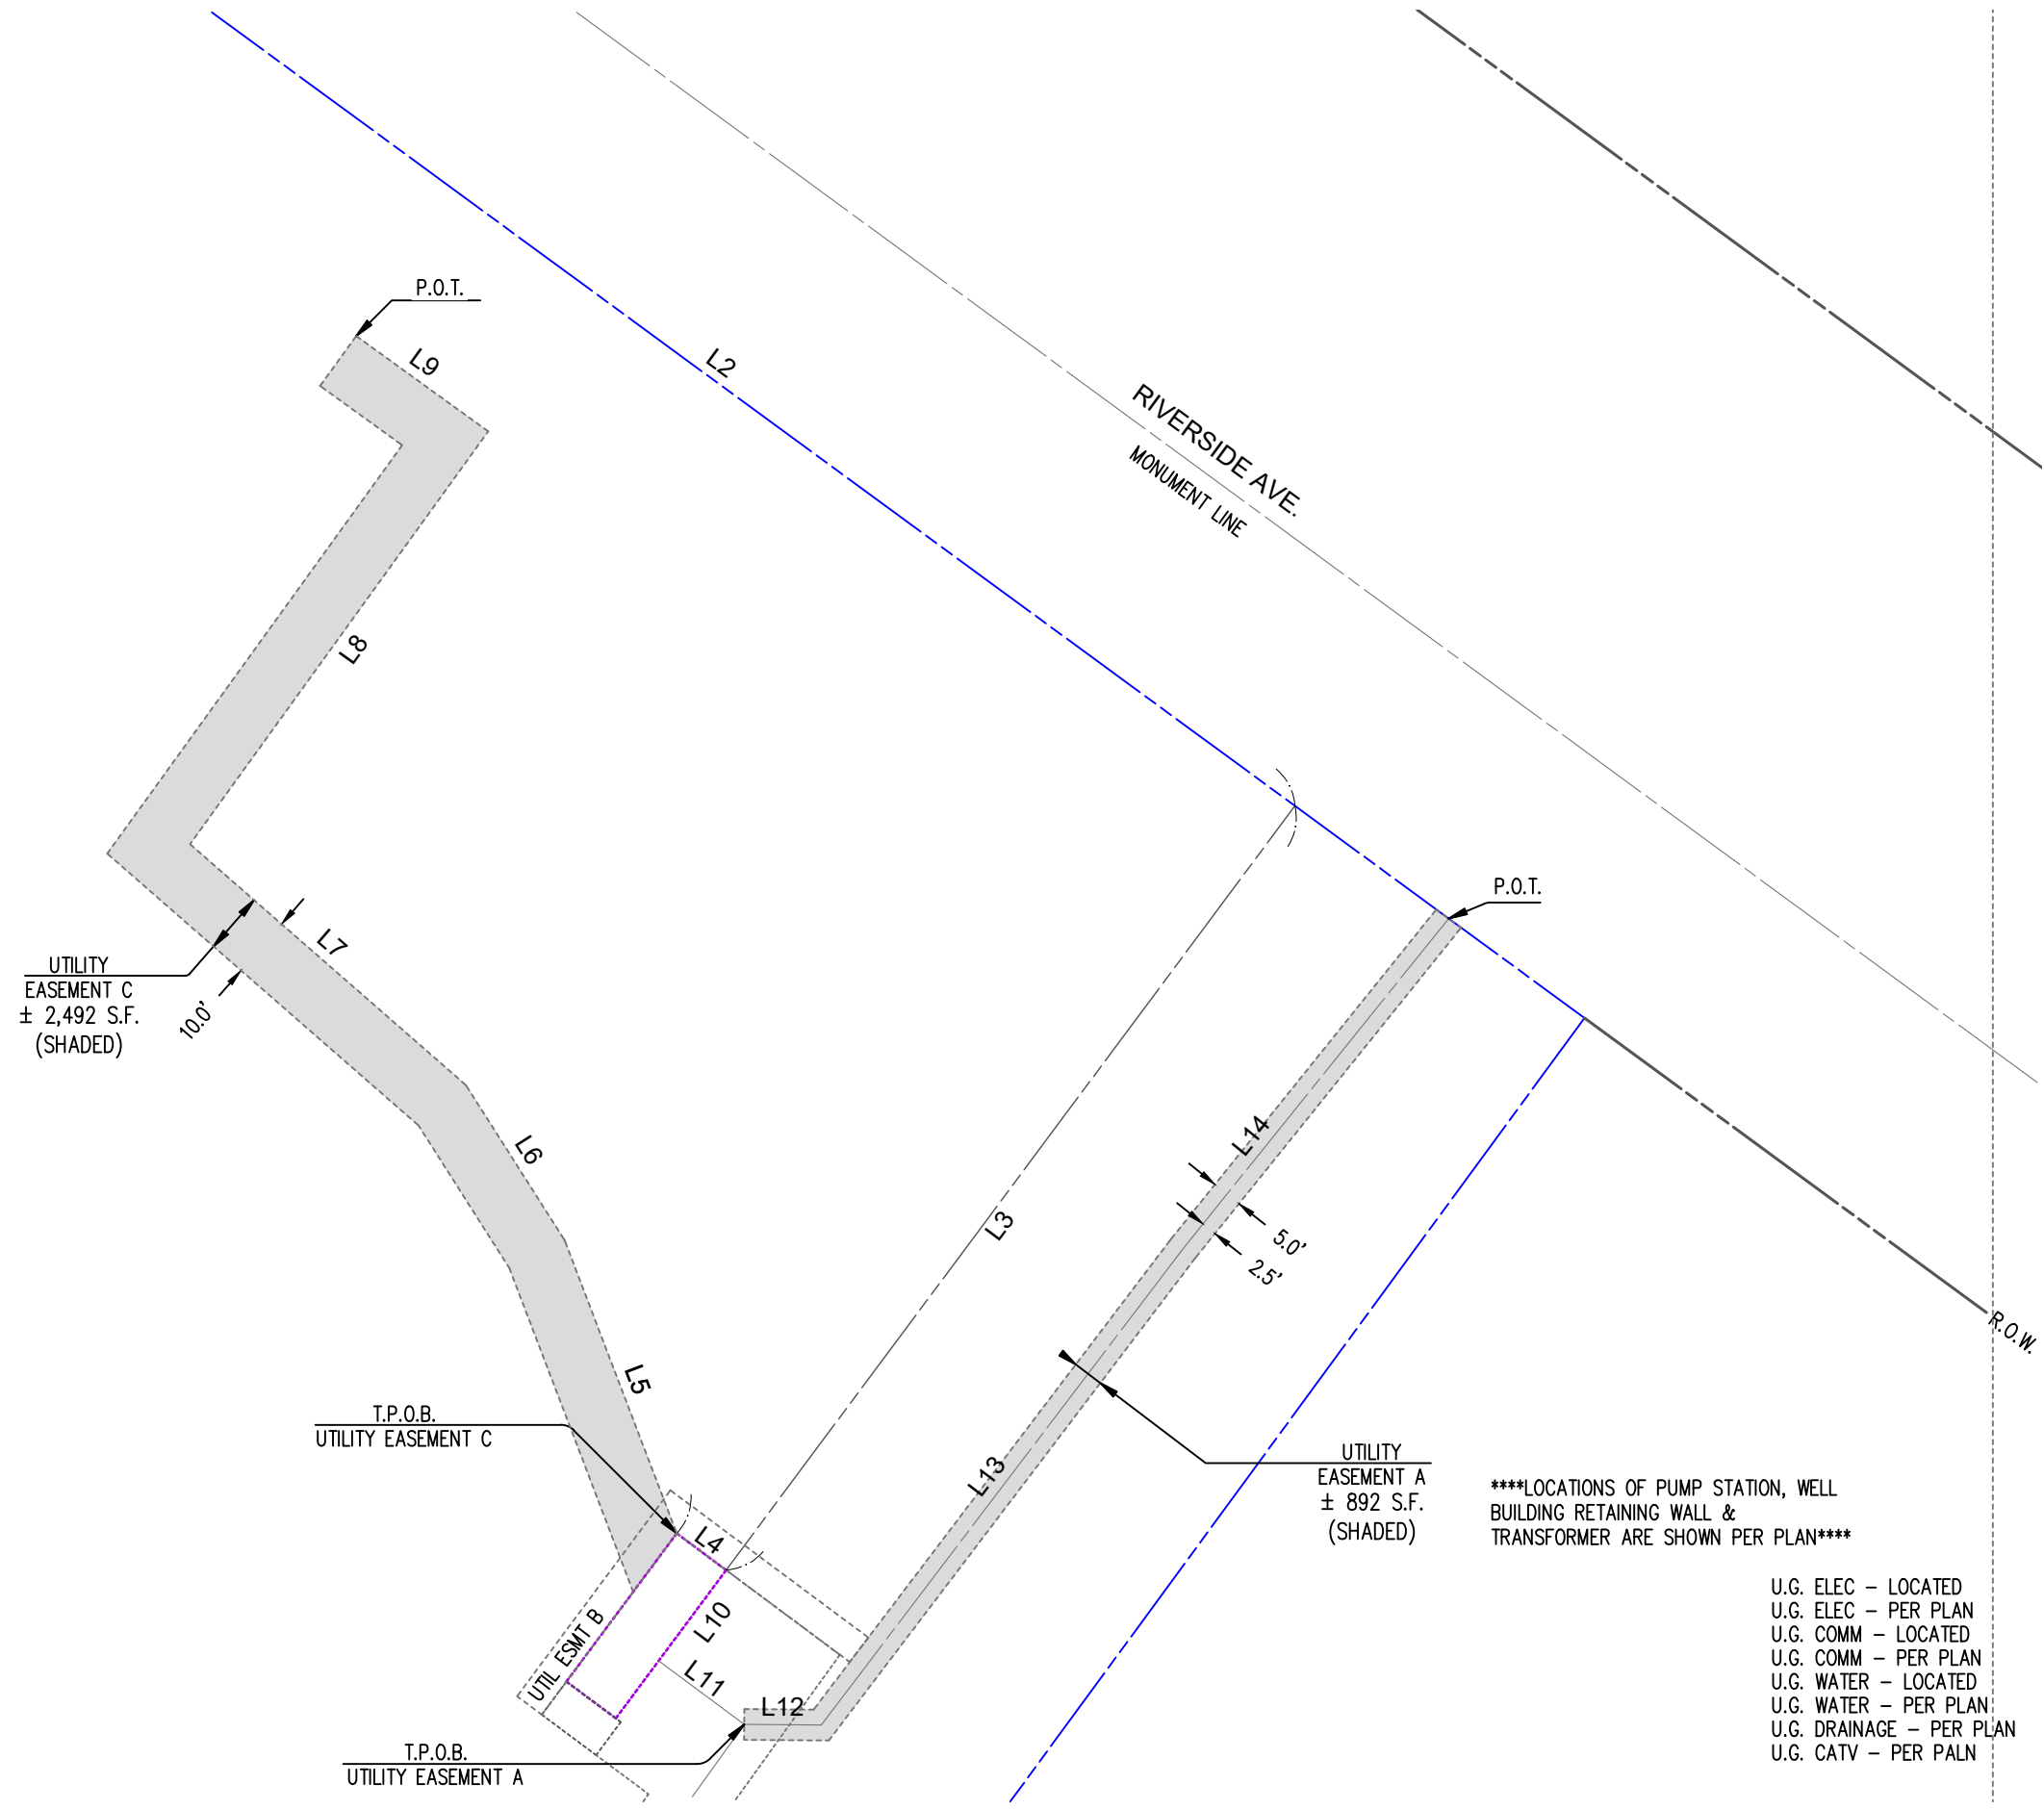 P.O.T.
L9
L2
RIVERSIDE AVE.
MONUMENT LINE
L8
P.O.T.
L7
UTILITY
EASEMENT C
± 2,492 S.F.
(SHADED)
10.0'
L6
L14
L3
5.0'
2.5'
R.O.W.
L5
T.P.O.B.
UTILITY EASEMENT C
L13
UTILITY
EASEMENT A
± 892 S.F.
(SHADED)
****LOCATIONS OF PUMP STATION, WELL
BUILDING RETAINING WALL &
TRANSFORMER ARE SHOWN PER PLAN****
L4
L10
UTIL ESMT B
L11
L12
T.P.O.B.
UTILITY EASEMENT A
U.G. ELEC – LOCATED
U.G. ELEC – PER PLAN
U.G. COMM – LOCATED
U.G. COMM – PER PLAN
U.G. WATER – LOCATED
U.G. WATER – PER PLAN
U.G. DRAINAGE – PER PLAN
U.G. CATV – PER PALN